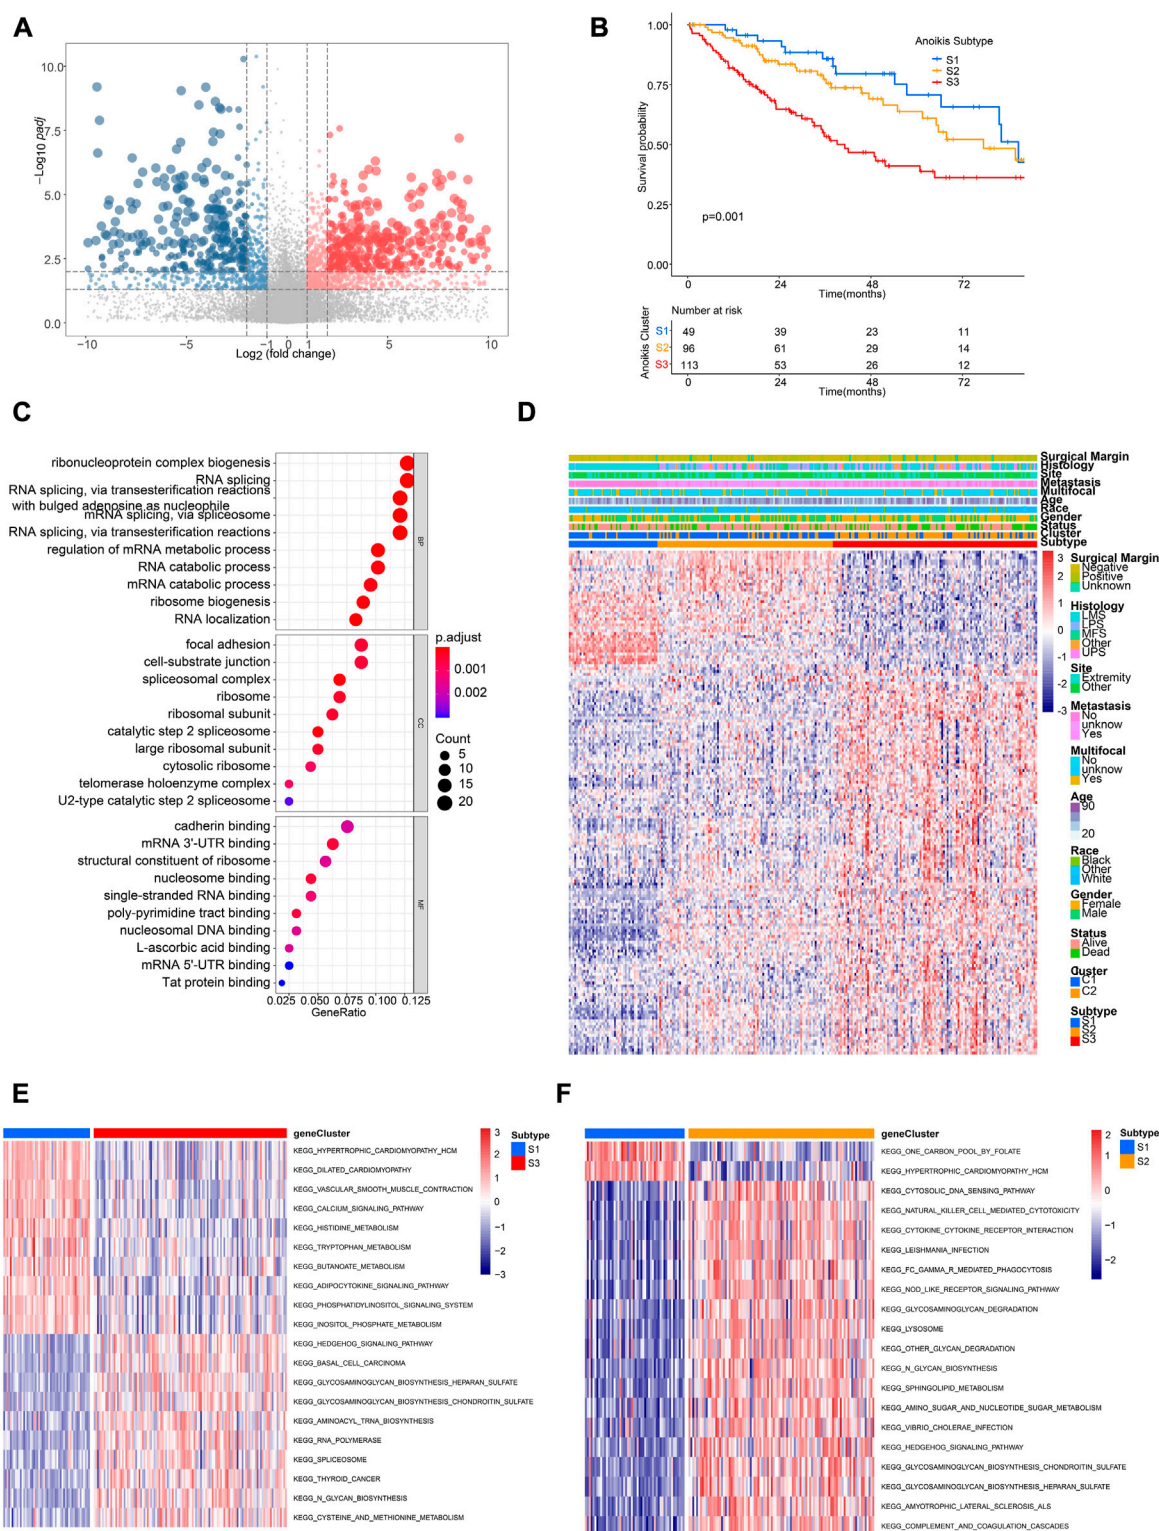 A
10.0
7.5
5.0
2.5
0.0
−Log10 padj
−10 −5 −1 0 1 5 10
Log2 (fold change)
B
1.00
0.75
0.50
0.25
0.00
Survival probability
Anoikis Subtype
S1
S2
S3
p=0.001
0 24 48 72
Time(months)
Number at risk
Anoikis Cluster
S1 49 39 23 11
S2 96 61 29 14
S3 113 53 26 12
0 24 48 72
Time(months)
C
ribonucleoprotein complex biogenesis
RNA splicing
RNA splicing, via transesterification reactions
with bulged adenosine as nucleophile
mRNA splicing, via spliceosome
RNA splicing, via transesterification reactions
regulation of mRNA metabolic process
RNA catabolic process
mRNA catabolic process
ribosome biogenesis
RNA localization
BP
focal adhesion
cell-substrate junction
spliceosomal complex
ribosome
ribosomal subunit
catalytic step 2 spliceosome
large ribosomal subunit
cytosolic ribosome
telomerase holoenzyme complex
U2-type catalytic step 2 spliceosome
CC
cadherin binding
mRNA 3'-UTR binding
structural constituent of ribosome
nucleosome binding
single-stranded RNA binding
poly-pyrimidine tract binding
nucleosomal DNA binding
L-ascorbic acid binding
mRNA 5'-UTR binding
Tat protein binding
MF
0.025 0.050 0.075 0.100 0.125
GeneRatio
p.adjust
0.001
0.002
Count
5
10
15
20
D
Surgical Margin
Histology
Site
Metastasis
Multifocal
Age
Race
Gender
Status
Cluster
Subtype
3
2
1
0
-1
-2
-3
Surgical Margin
Negative
Positive
Unknown
Histology
LMS
LPS
MFS
Other
UPS
Site
Extremity
Other
Metastasis
No
unknow
Yes
Multifocal
No
unknow
Yes
Age
90
20
Race
Black
Other
White
Gender
Female
Male
Status
Alive
Dead
Cluster
C1
C2
Subtype
S1
S2
S3
E
geneCluster
KEGG_HYPERTROPHIC_CARDIOMYOPATHY_HCM
KEGG_DILATED_CARDIOMYOPATHY
KEGG_VASCULAR_SMOOTH_MUSCLE_CONTRACTION
KEGG_CALCIUM_SIGNALING_PATHWAY
KEGG_HISTIDINE_METABOLISM
KEGG_TRYPTOPHAN_METABOLISM
KEGG_BUTANOATE_METABOLISM
KEGG_ADIPOCYTOKINE_SIGNALING_PATHWAY
KEGG_PHOSPHATIDYLINOSITOL_SIGNALING_SYSTEM
KEGG_INOSITOL_PHOSPHATE_METABOLISM
KEGG_HEDGEHOG_SIGNALING_PATHWAY
KEGG_BASAL_CELL_CARCINOMA
KEGG_GLYCOSAMINOGLYCAN_BIOSYNTHESIS_HEPARAN_SULFATE
KEGG_GLYCOSAMINOGLYCAN_BIOSYNTHESIS_CHONDROITIN_SULFATE
KEGG_AMINOACYL_TRNA_BIOSYNTHESIS
KEGG_RNA_POLYMERASE
KEGG_SPLICEOSOME
KEGG_THYROID_CANCER
KEGG_N_GLYCAN_BIOSYNTHESIS
KEGG_CYSTEINE_AND_METHIONINE_METABOLISM
3
2
1
0
−1
−2
−3
Subtype
S1
S3
F
geneCluster
KEGG_ONE_CARBON_POOL_BY_FOLATE
KEGG_HYPERTROPHIC_CARDIOMYOPATHY_HCM
KEGG_CYTOSOLIC_DNA_SENSING_PATHWAY
KEGG_NATURAL_KILLER_CELL_MEDIATED_CYTOTOXICITY
KEGG_CYTOKINE_CYTOKINE_RECEPTOR_INTERACTION
KEGG_LEISHMANIA_INFECTION
KEGG_FC_GAMMA_R_MEDIATED_PHAGOCYTOSIS
KEGG_NOD_LIKE_RECEPTOR_SIGNALING_PATHWAY
KEGG_GLYCOSAMINOGLYCAN_DEGRADATION
KEGG_LYSOSOME
KEGG_OTHER_GLYCAN_DEGRADATION
KEGG_N_GLYCAN_BIOSYNTHESIS
KEGG_SPHINGOLIPID_METABOLISM
KEGG_AMINO_SUGAR_AND_NUCLEOTIDE_SUGAR_METABOLISM
KEGG_VIBRIO_CHOLERAE_INFECTION
KEGG_HEDGEHOG_SIGNALING_PATHWAY
KEGG_GLYCOSAMINOGLYCAN_BIOSYNTHESIS_CHONDROITIN_SULFATE
KEGG_GLYCOSAMINOGLYCAN_BIOSYNTHESIS_HEPARAN_SULFATE
KEGG_AMYOTROPHIC_LATERAL_SCLEROSIS_ALS
KEGG_COMPLEMENT_AND_COAGULATION_CASCADES
2
1
0
−1
−2
Subtype
S1
S2